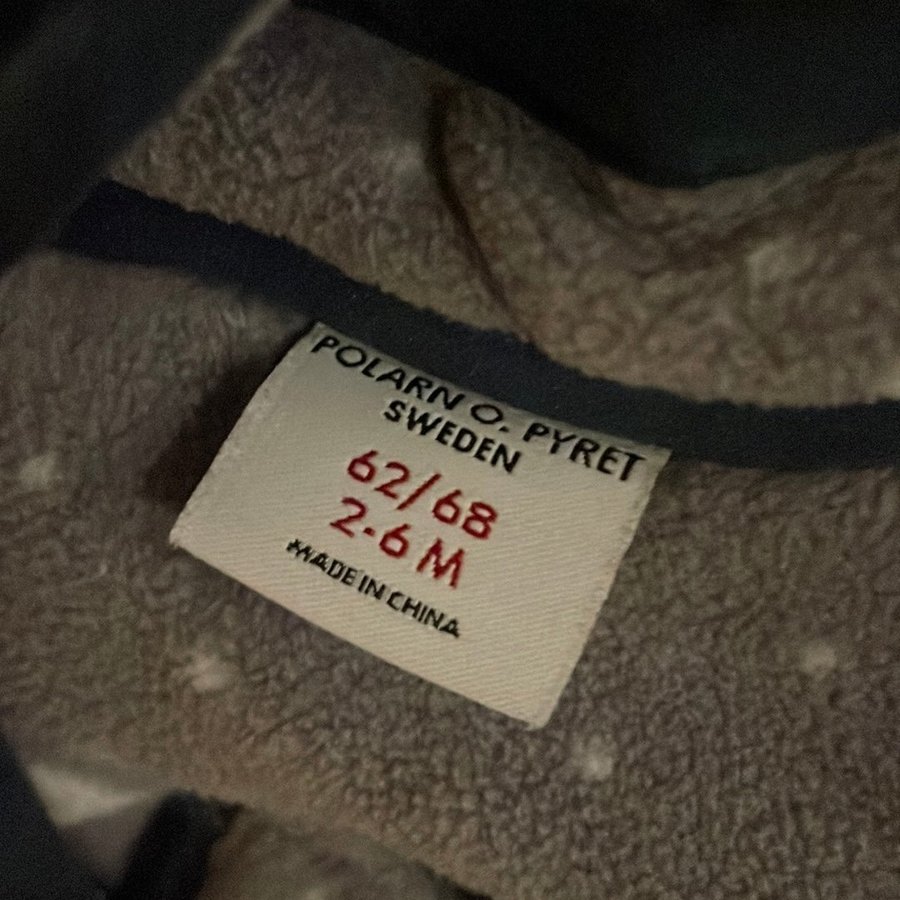 POLARN O. PYRET
SWEDEN
62/68
2-6 M
MADE IN CHINA